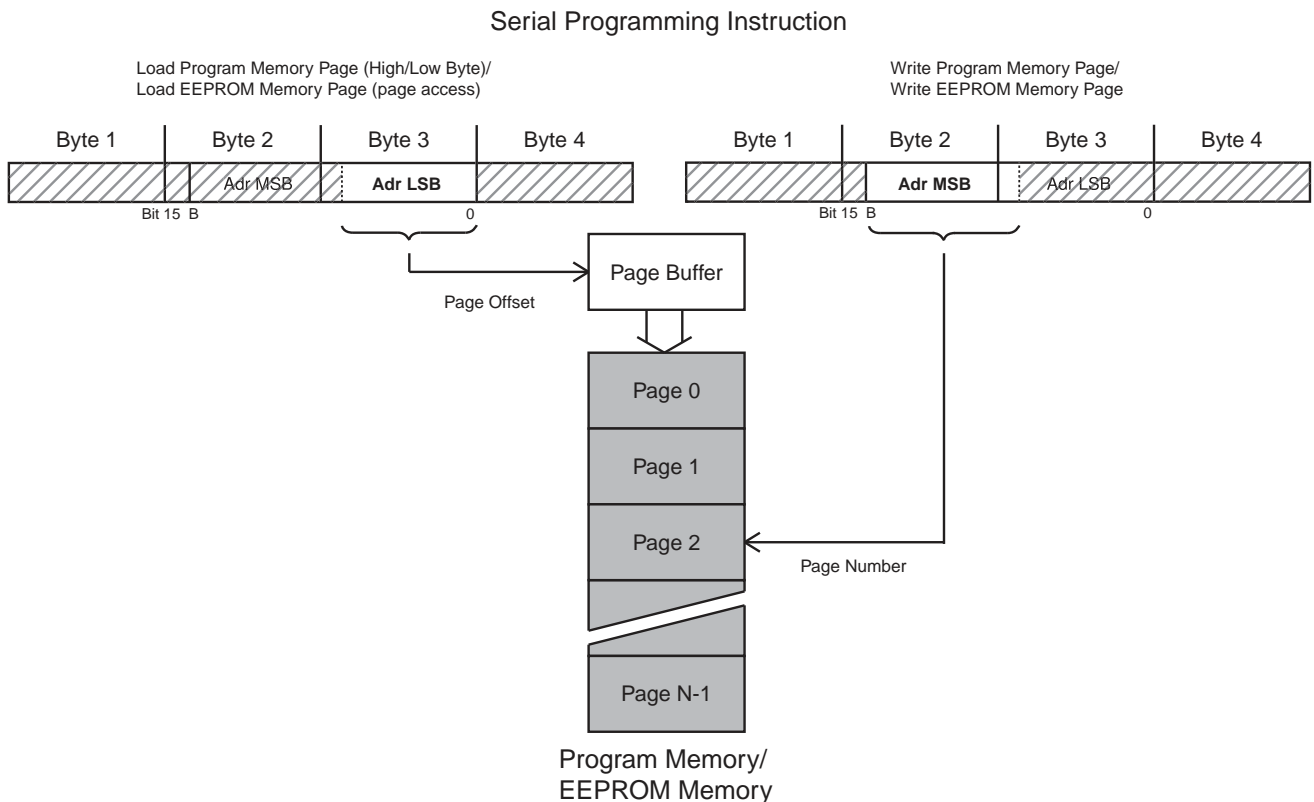 Serial Programming Instruction
Load Program Memory Page (High/Low Byte)/
Load EEPROM Memory Page (page access)
Write Program Memory Page/
Write EEPROM Memory Page
Byte 1
Byte 2
Byte 3
Byte 4
Byte 1
Byte 2
Byte 3
Byte 4
Adr MSB
Adr LSB
Adr MSB
Adr LSB
Bit 15 B
0
Bit 15 B
0
Page Buffer
Page Offset
Page 0
Page 1
Page 2
Page Number
Page N-1
Program Memory/
EEPROM Memory